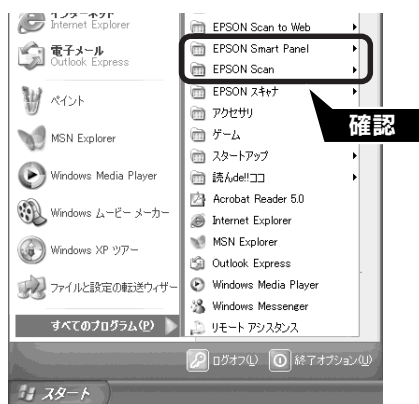 インターネット
Internet Explorer
電子メール
Outlook Express
ペイント
MSN Explorer
Windows Media Player
Windows ムービー メーカー
Windows XP ツアー
ファイルと設定の転送ウィザー
すべてのプログラム(P)
EPSON Scan to Web
EPSON Smart Panel
EPSON Scan
EPSON スキャナ
アクセサリ
ゲーム
スタートアップ
読んde!!ココ
Acrobat Reader 5.0
Internet Explorer
MSN Explorer
Outlook Express
Windows Media Player
Windows Messenger
リモート アシスタンス
確認
ログオフ(L)
終了オプション(U)
スタート